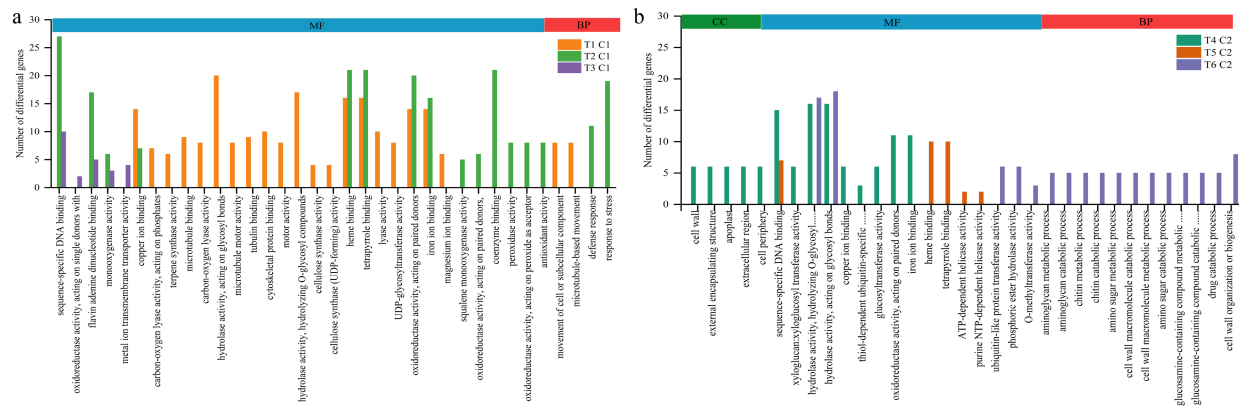 a
MF
BP
30
25
20
15
10
5
0
Number of differential genes
T1 C1
T2 C1
T3 C1
sequence-specific DNA binding
oxidoreductase activity, acting on single donors with
flavin adenine dinucleotide binding
monooxygenase activity
metal ion transmembrane transporter activity
copper ion binding
carbon-oxygen lyase activity, acting on phosphates
terpene synthase activity
microtubule binding
carbon-oxygen lyase activity
hydrolase activity, acting on glycosyl bonds
microtubule motor activity
tubulin binding
cytoskeletal protein binding
motor activity
hydrolase activity, hydrolyzing O-glycosyl compounds
cellulose synthase activity
cellulose synthase (UDP-forming) activity
heme binding
tetrapyrrole binding
lyase activity
UDP-glycosyltransferase activity
oxidoreductase activity, acting on paired donors
iron ion binding
magnesium ion binding
squalene monooxygenase activity
oxidoreductase activity, acting on paired donors,
coenzyme binding
peroxidase activity
oxidoreductase activity, acting on peroxide as acceptor
antioxidant activity
movement of cell or subcellular component
microtubule-based movement
defense response
response to stress
b
CC
MF
BP
30
25
20
15
10
5
0
Number of differential genes
T4 C2
T5 C2
T6 C2
cell wall
external encapsulating structure
apoplast
extracellular region
cell periphery
sequence-specific DNA binding
xyloglucan:xyloglucosyl transferase activity
hydrolase activity, hydrolyzing O-glycosyl......
hydrolase activity, acting on glycosyl bonds
copper ion binding
thiol-dependent ubiquitin-specific ......
glucosyltransferase activity
oxidoreductase activity, acting on paired donors
iron ion binding
heme binding
tetrapyrrole binding
ATP-dependent helicase activity
purine NTP-dependent helicase activity
ubiquitin-like protein transferase activity
phosphoric ester hydrolase activity
O-methyltransferase activity
aminoglycan metabolic process
aminoglycan catabolic process
chitin metabolic process
chitin catabolic process
amino sugar metabolic process
cell wall macromolecule catabolic process
cell wall macromolecule metabolic process
amino sugar catabolic process
glucosamine-containing compound metabolic ......
glucosamine-containing compound catabolic ......
drug catabolic process
cell wall organization or biogenesis